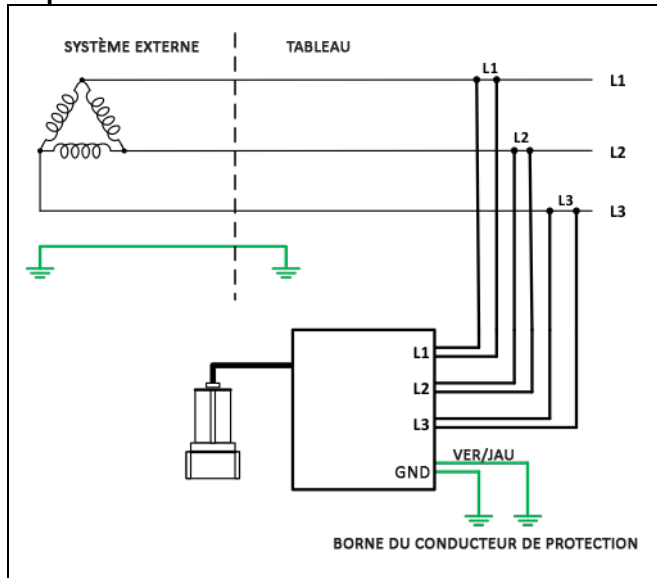 SYSTÈME EXTERNE
TABLEAU
L1
L1
L2
L2
L3
L3
L1
L2
L3
VER/JAU
GND
BORNE DU CONDUCTEUR DE PROTECTION